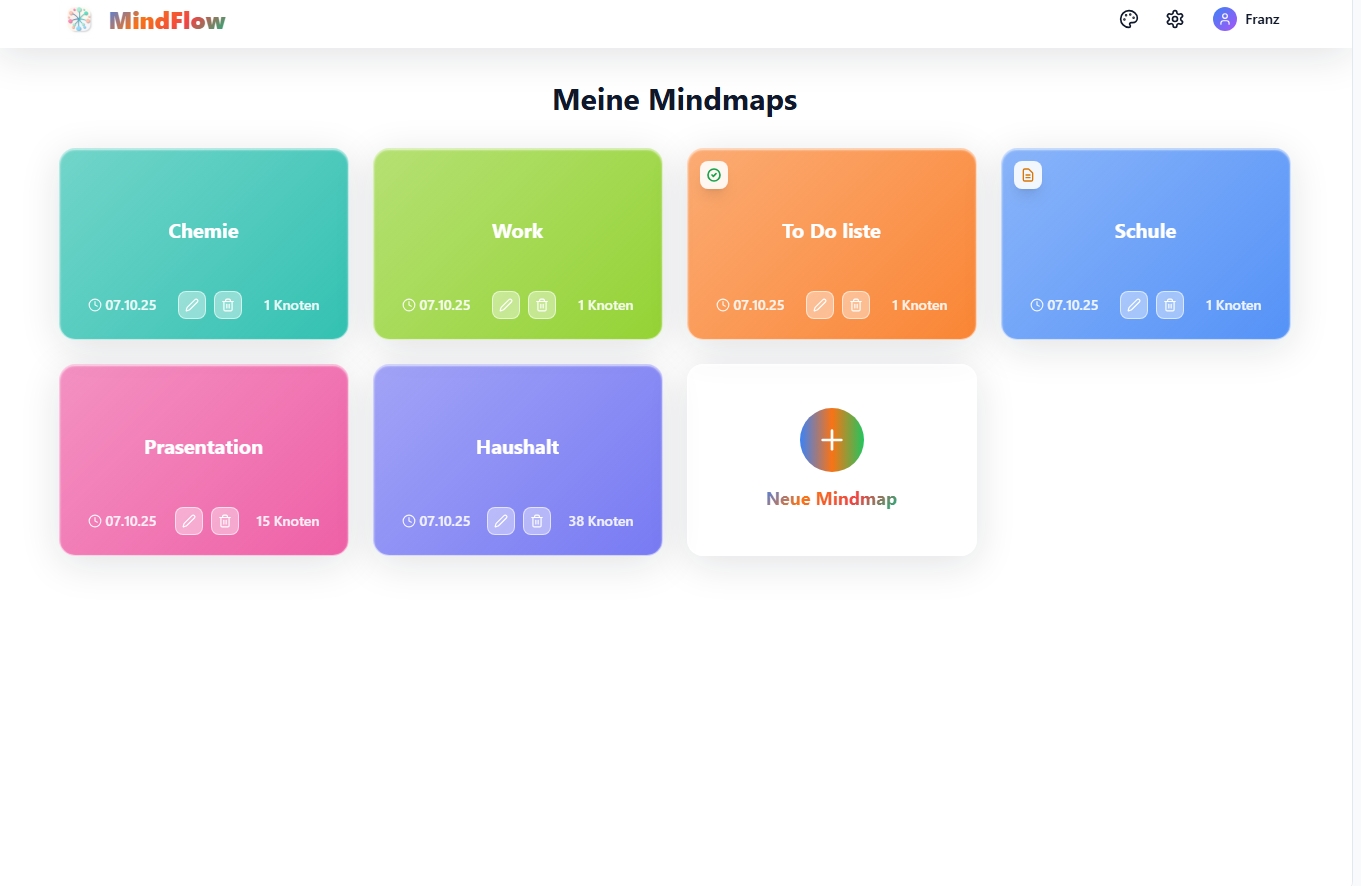 MindFlow
Franz
Meine Mindmaps
Chemie
07.10.25 1 Knoten
Work
07.10.25 1 Knoten
To Do liste
07.10.25 1 Knoten
Schule
07.10.25 1 Knoten
Prasentation
07.10.25 15 Knoten
Haushalt
07.10.25 38 Knoten
Neue Mindmap